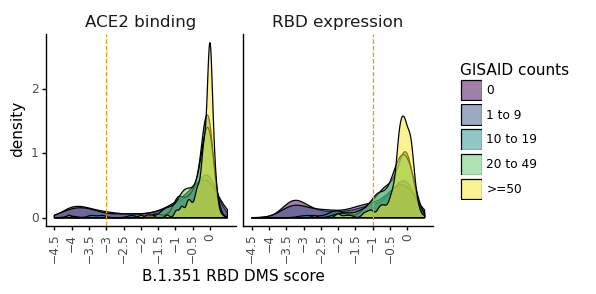 ACE2 binding RBD expression
GISAID counts
0
1 to 9
10 to 19
20 to 49
>=50
density
2
1
0
−4.5 −4 −3.5 −3 −2.5 −2 −1.5 −1 −0.5 0 −4.5 −4 −3.5 −3 −2.5 −2 −1.5 −1 −0.5 0
B.1.351 RBD DMS score